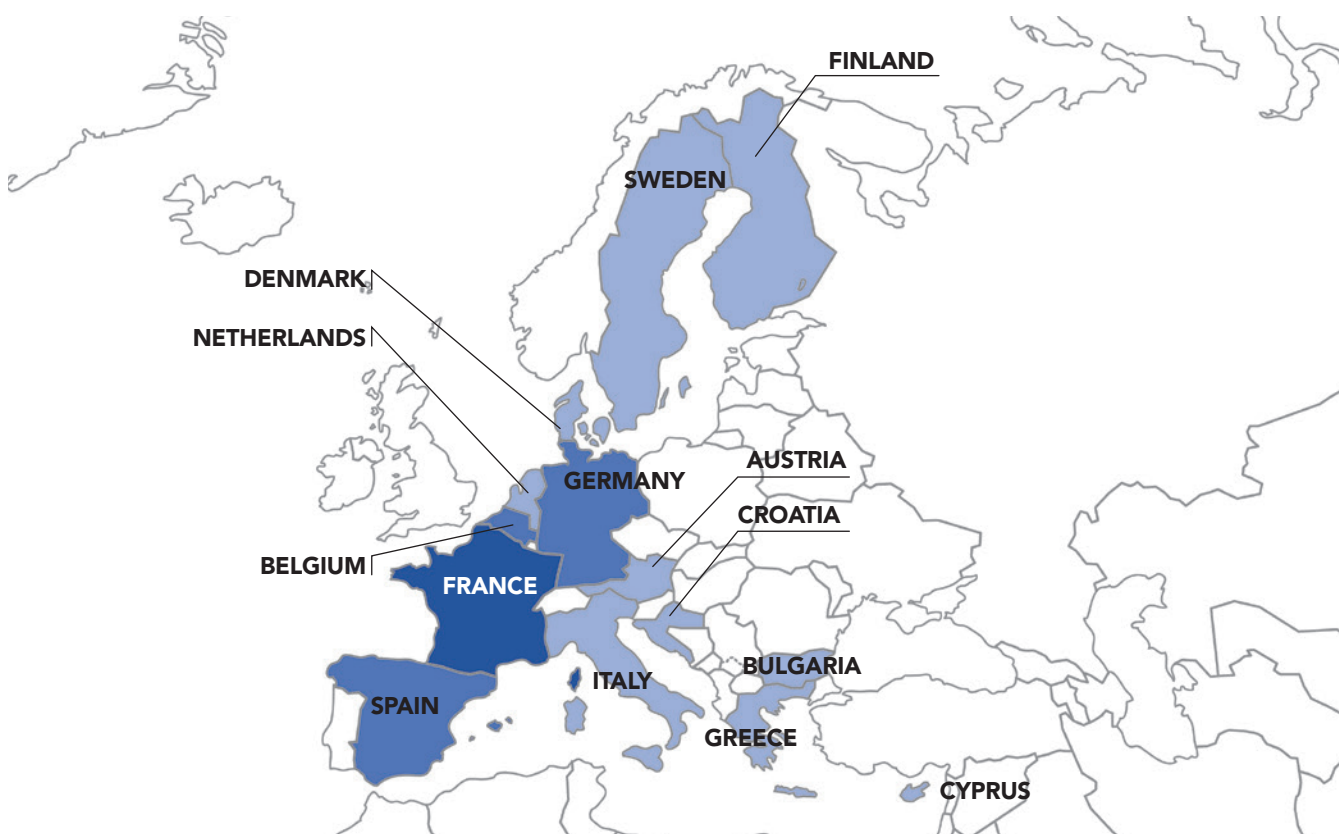 FINLAND
SWEDEN
DENMARK
NETHERLANDS
GERMANY
AUSTRIA
CROATIA
BELGIUM
FRANCE
BULGARIA
ITALY
SPAIN
GREECE
CYPRUS